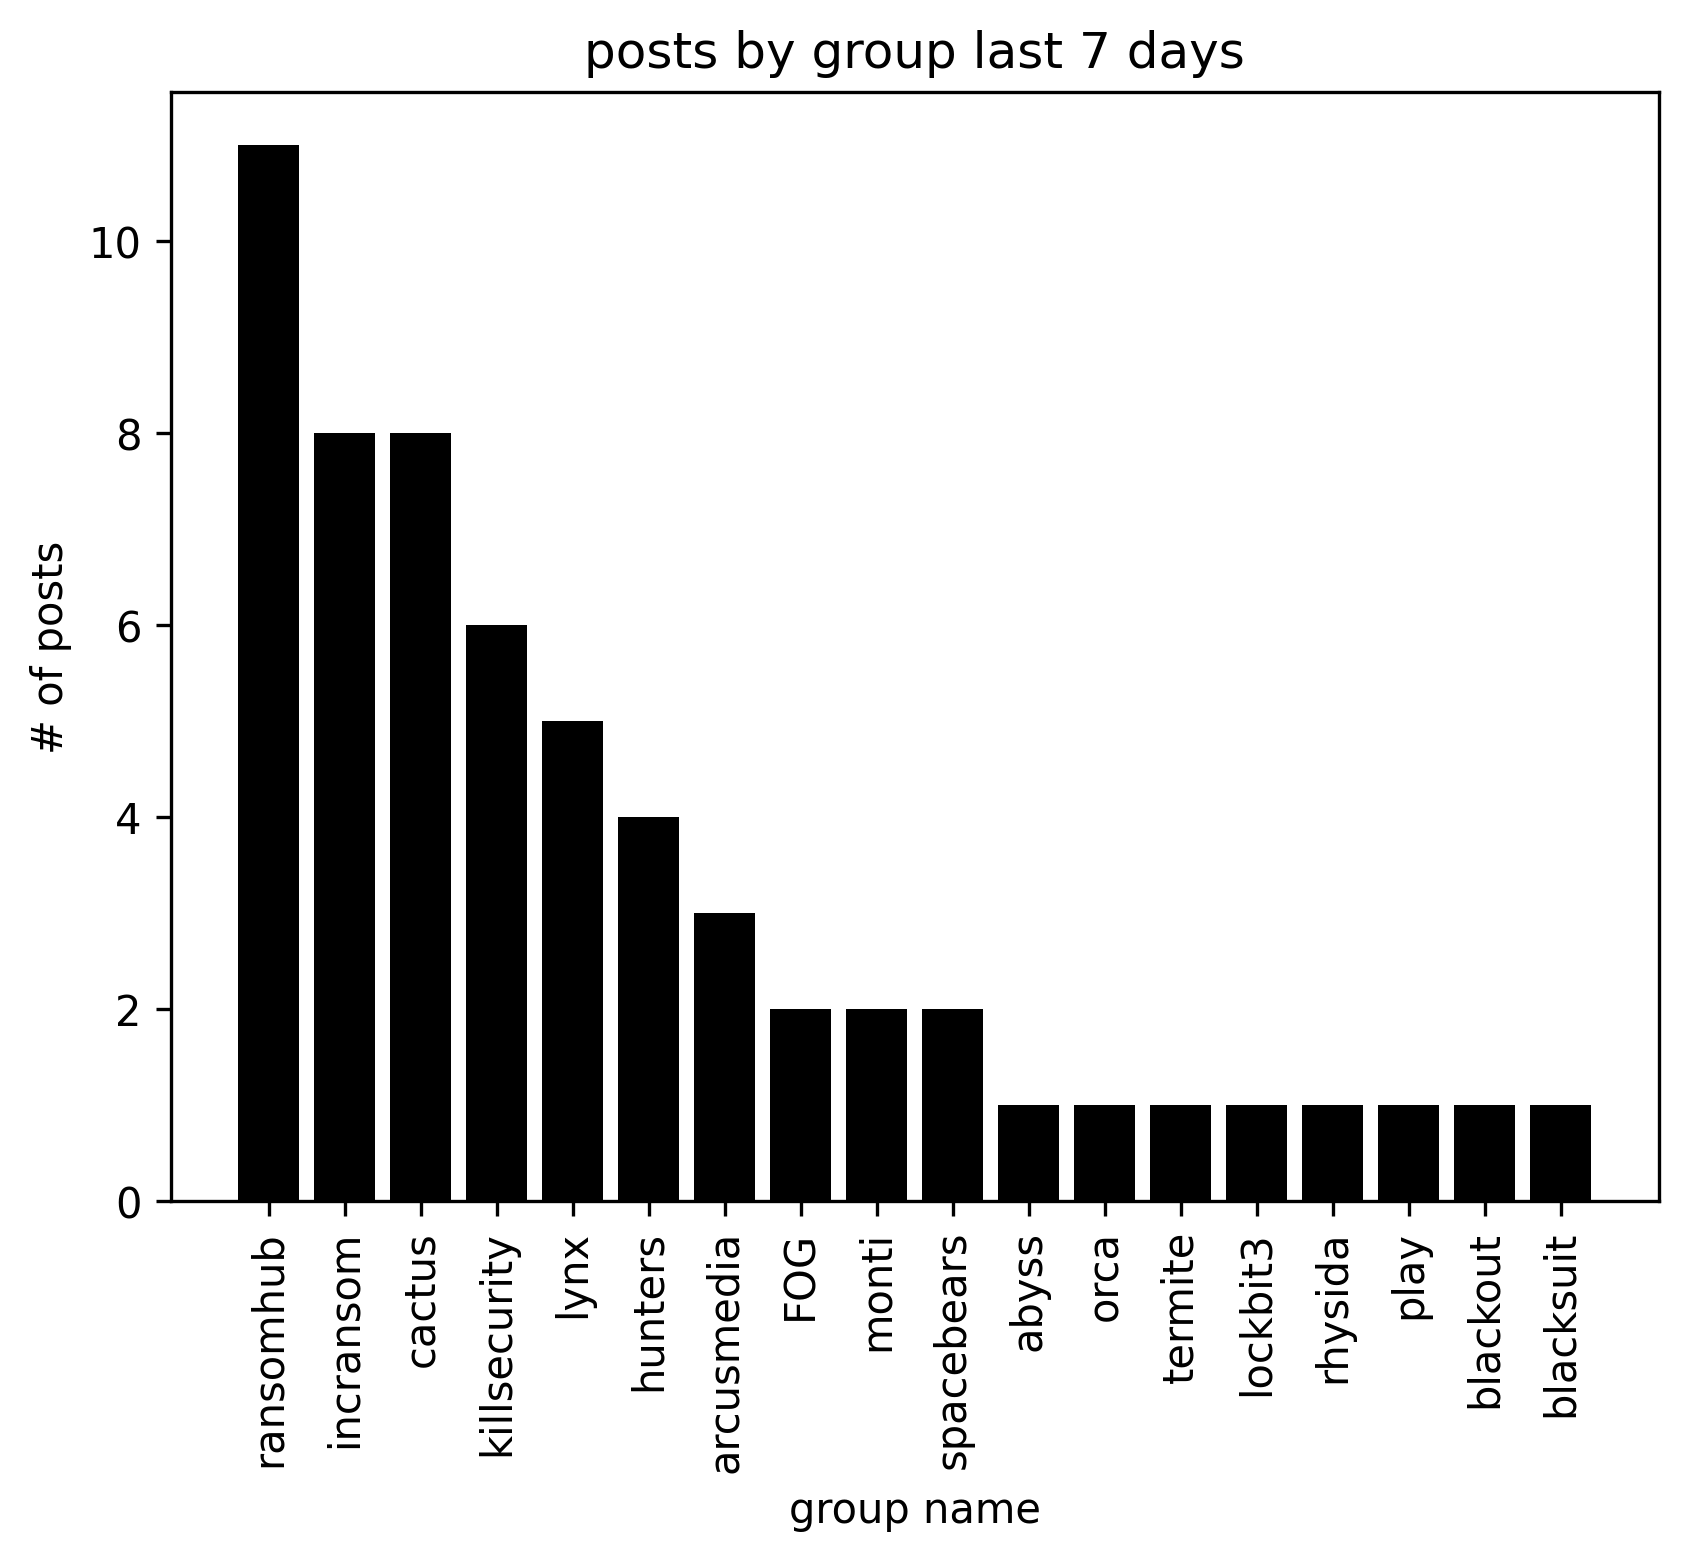 posts by group last 7 days
# of posts
10
8
6
4
2
0
ransomhub
incransom
cactus
killsecurity
lynx
hunters
arcusmedia
FOG
monti
spacebears
abyss
orca
termite
lockbit3
rhysida
play
blackout
blacksuit
group name